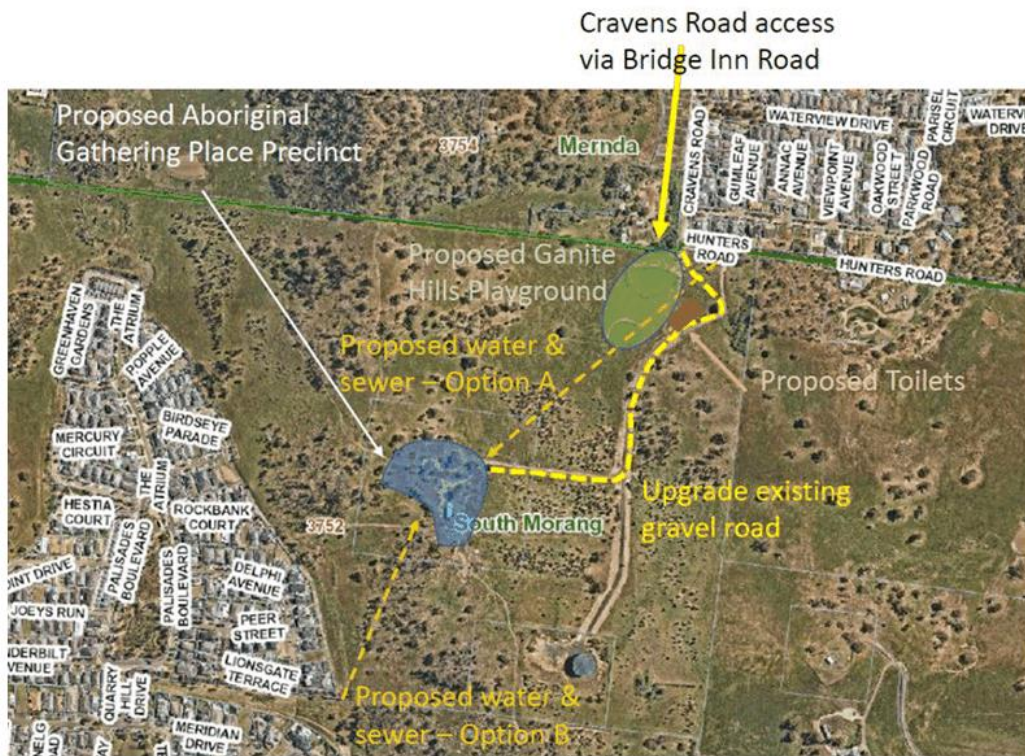 Cravens Road access
via Bridge Inn Road
Proposed Aboriginal
Gathering Place Precinct
3754
Mernda
CRAVENS ROAD
GUMLEAF
AVENUE
WATERVIEW DRIVE
ANNAC
AVENUE
VIEWPOINT
AVENUE
OAKWOOD
STREET
PARKWOOD
ROAD
PARISEL
CIRCUIT
HUNTERS
ROAD
HUNTERS ROAD
Proposed Ganite
Hills Playground
Proposed water &
sewer – Option A
Proposed Toilets
GREENHAVEN
GARDENS
THE
ATRIUM
POPPLE
AVENUE
BIRDSEYE
PARADE
MERCURY
CIRCUIT
THE
ATRIUM
HESTIA
COURT
ROCKBANK
COURT
PALISADES
BOULEVARD
PALISADES
BOULEVARD
DELPHI
AVENUE
PEER
STREET
LIONSGATE
TERRACE
OINT DRIVE
JOEYS RUN
NDERBILT
AVENUE
QUARRY
HILL
DRIVE
MERIDIAN
DRIVE
3752
South Morang
Upgrade existing
gravel road
Proposed water &
sewer – Option B